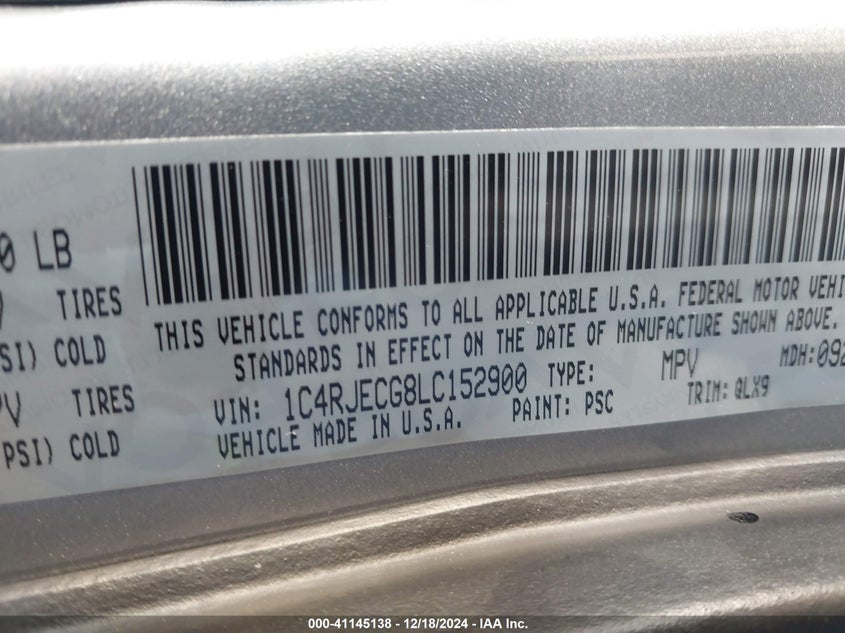 0 LB
TIRES
SI) COLD
PV TIRES
PSI) COLD
THIS VEHICLE CONFORMS TO ALL APPLICABLE U.S.A. FEDERAL MOTOR VEHI
STANDARDS IN EFFECT ON THE DATE OF MANUFACTURE SHOWN ABOVE.
VIN: 1C4RJECG8LC152900 TYPE: MPV MDH:092
VEHICLE MADE IN U.S.A. PAINT: PSC TRIM: QLX9
000-41145138 - 12/18/2024 - IAA Inc.